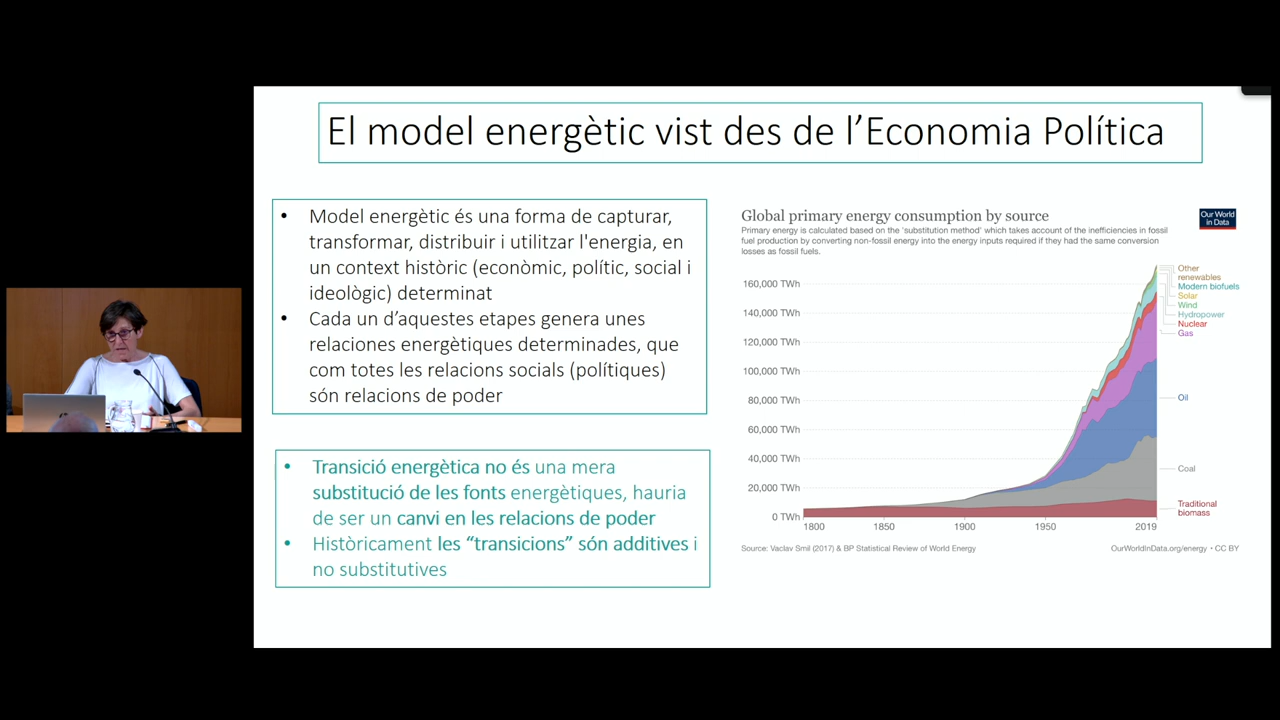 El model energètic vist des de l’Economia Política
• Model energètic és una forma de capturar,
transformar, distribuir i utilitzar l'energia, en
un context històric (econòmic, polític, social i
ideològic) determinat
• Cada un d’aquestes etapes genera unes
relaciones energètiques determinades, que
com totes les relacions socials (polítiques)
són relacions de poder
• Transició energètica no és una mera
substitució de les fonts energètiques, hauria
de ser un canvi en les relacions de poder
• Històricament les “transicions” són additives i
no substitutives
Global primary energy consumption by source
Our World
in Data
Primary energy is calculated based on the 'substitution method' which takes account of the inefficiencies in fossil
fuel production by converting non-fossil energy into the energy inputs required if they had the same conversion
losses as fossil fuels.
160,000 TWh
140,000 TWh
120,000 TWh
100,000 TWh
80,000 TWh
60,000 TWh
40,000 TWh
20,000 TWh
0 TWh
1800
1850
1900
1950
2019
Other
renewables
Modern biofuels
Solar
Wind
Hydropower
Nuclear
Gas
Oil
Coal
Traditional
biomass
Source: Vaclav Smil (2017) & BP Statistical Review of World Energy
OurWorldInData.org/energy • CC BY